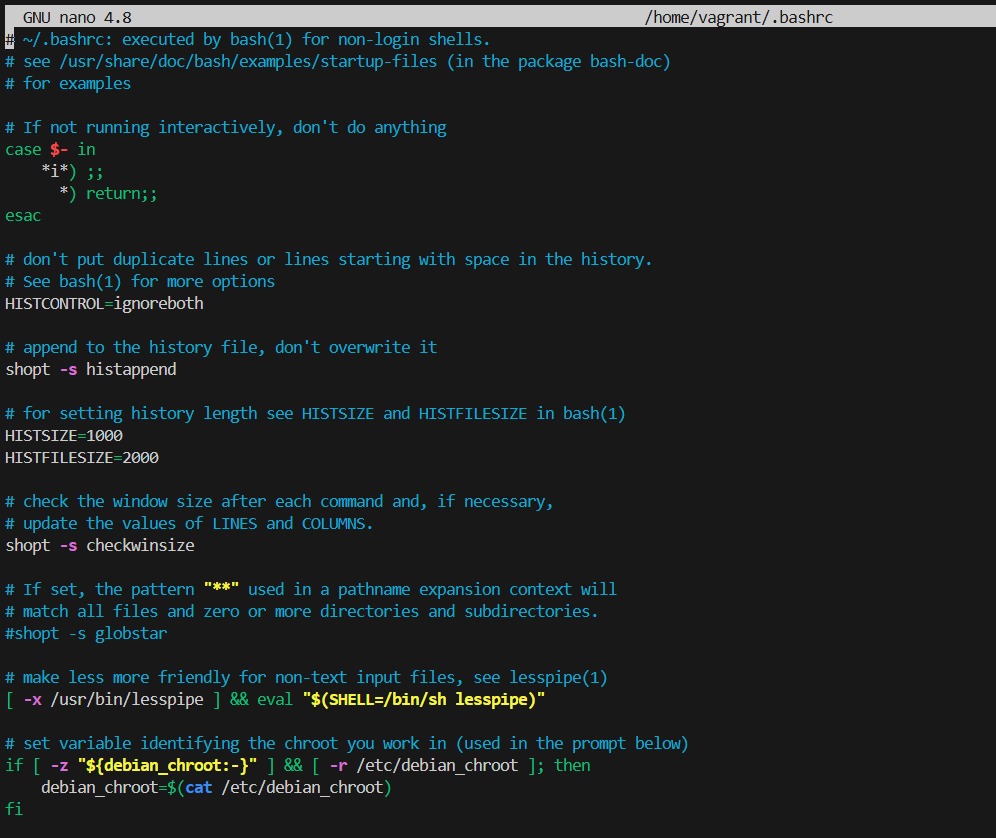 GNU nano 4.8 /home/vagrant/.bashrc
# ~/.bashrc: executed by bash(1) for non-login shells.
# see /usr/share/doc/bash/examples/startup-files (in the package bash-doc)
# for examples
# If not running interactively, don't do anything
case $- in
    *i*) ;;
      *) return;;
esac
# don't put duplicate lines or lines starting with space in the history.
# See bash(1) for more options
HISTCONTROL=ignoreboth
# append to the history file, don't overwrite it
shopt -s histappend
# for setting history length see HISTSIZE and HISTFILESIZE in bash(1)
HISTSIZE=1000
HISTFILESIZE=2000
# check the window size after each command and, if necessary,
# update the values of LINES and COLUMNS.
shopt -s checkwinsize
# If set, the pattern "**" used in a pathname expansion context will
# match all files and zero or more directories and subdirectories.
#shopt -s globstar
# make less more friendly for non-text input files, see lesspipe(1)
[ -x /usr/bin/lesspipe ] && eval "$(SHELL=/bin/sh lesspipe)"
# set variable identifying the chroot you work in (used in the prompt below)
if [ -z "${debian_chroot:-}" ] && [ -r /etc/debian_chroot ]; then
    debian_chroot=$(cat /etc/debian_chroot)
fi